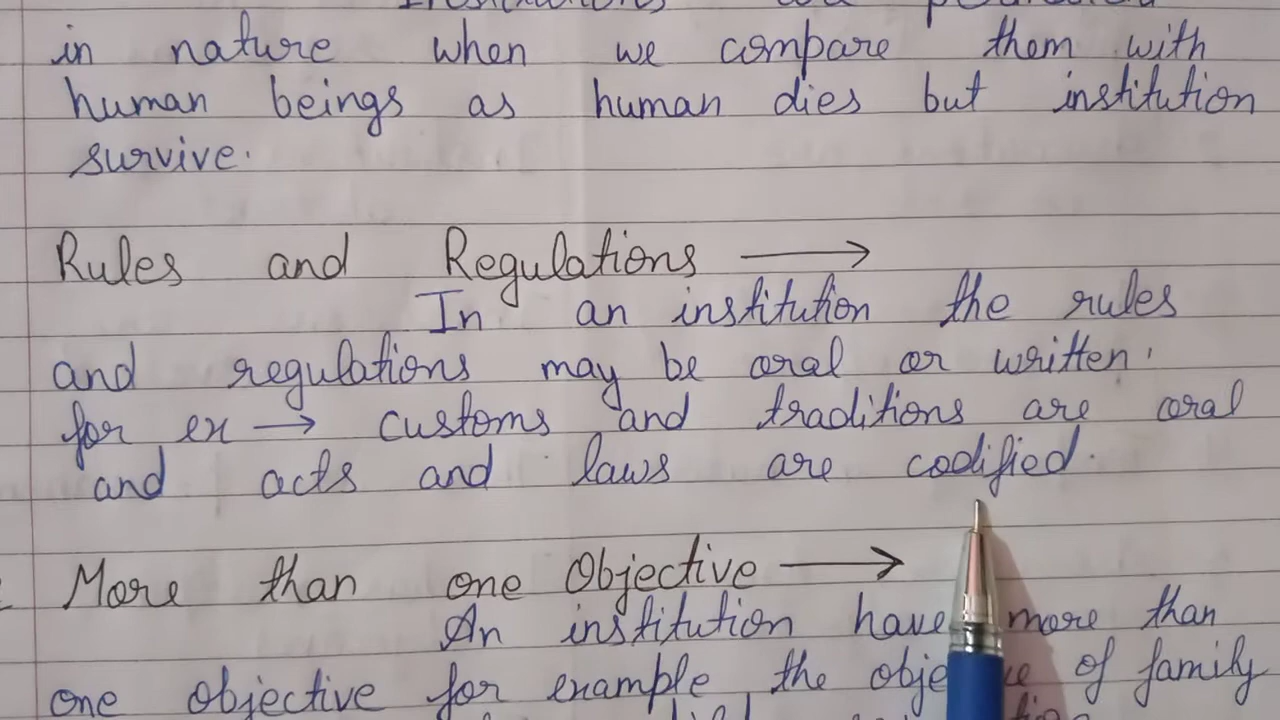 Institutions are
in nature when we compare them with
human beings as human dies but institution
survive.
Rules and Regulations →
In an institution the rules
and regulations may be oral or written.
for ex → customs and traditions are oral
and acts and laws are codified.
More than one Objective →
An institution have more than
one objective for example, the of family